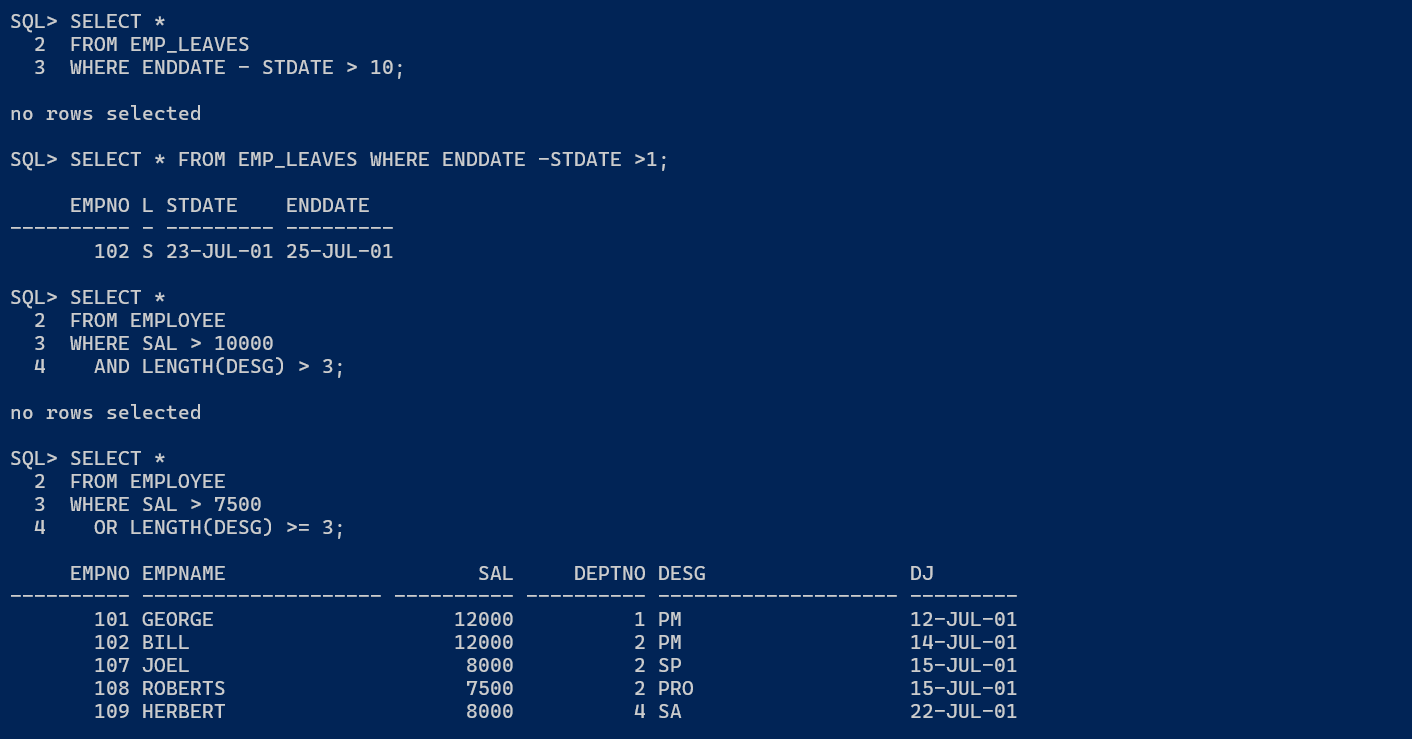 SQL> SELECT *
  2  FROM EMP_LEAVES
  3  WHERE ENDDATE - STDATE > 10;

no rows selected

SQL> SELECT * FROM EMP_LEAVES WHERE ENDDATE -STDATE >1;

     EMPNO L STDATE    ENDDATE
---------- - --------- ---------
       102 S 23-JUL-01 25-JUL-01

SQL> SELECT *
  2  FROM EMPLOYEE
  3  WHERE SAL > 10000
  4    AND LENGTH(DESG) > 3;

no rows selected

SQL> SELECT *
  2  FROM EMPLOYEE
  3  WHERE SAL > 7500
  4    OR LENGTH(DESG) >= 3;

     EMPNO EMPNAME                     SAL     DEPTNO DESG                 DJ
---------- -------------------- ---------- ---------- -------------------- ---------
       101 GEORGE                    12000          1 PM                   12-JUL-01
       102 BILL                      12000          2 PM                   14-JUL-01
       107 JOEL                       8000          2 SP                   15-JUL-01
       108 ROBERTS                    7500          2 PRO                  15-JUL-01
       109 HERBERT                    8000          4 SA                   22-JUL-01